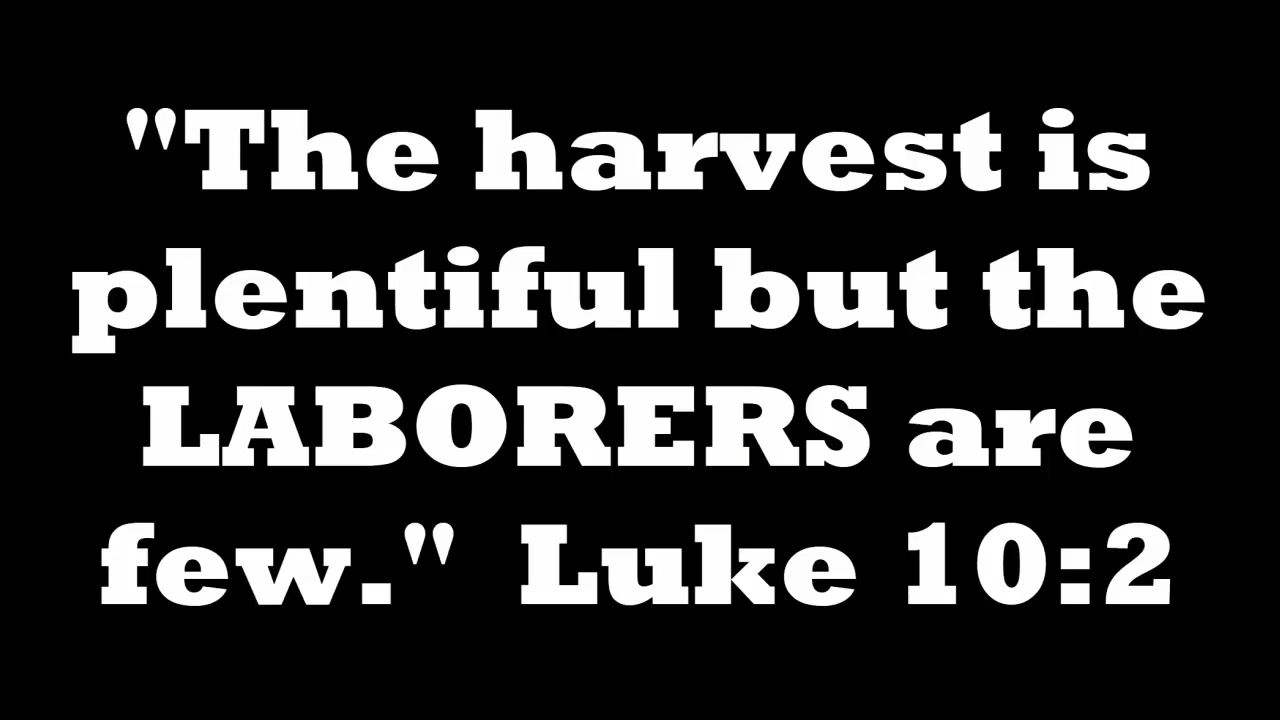 "The harvest is
plentiful but the
LABORERS are
few."  Luke 10:2